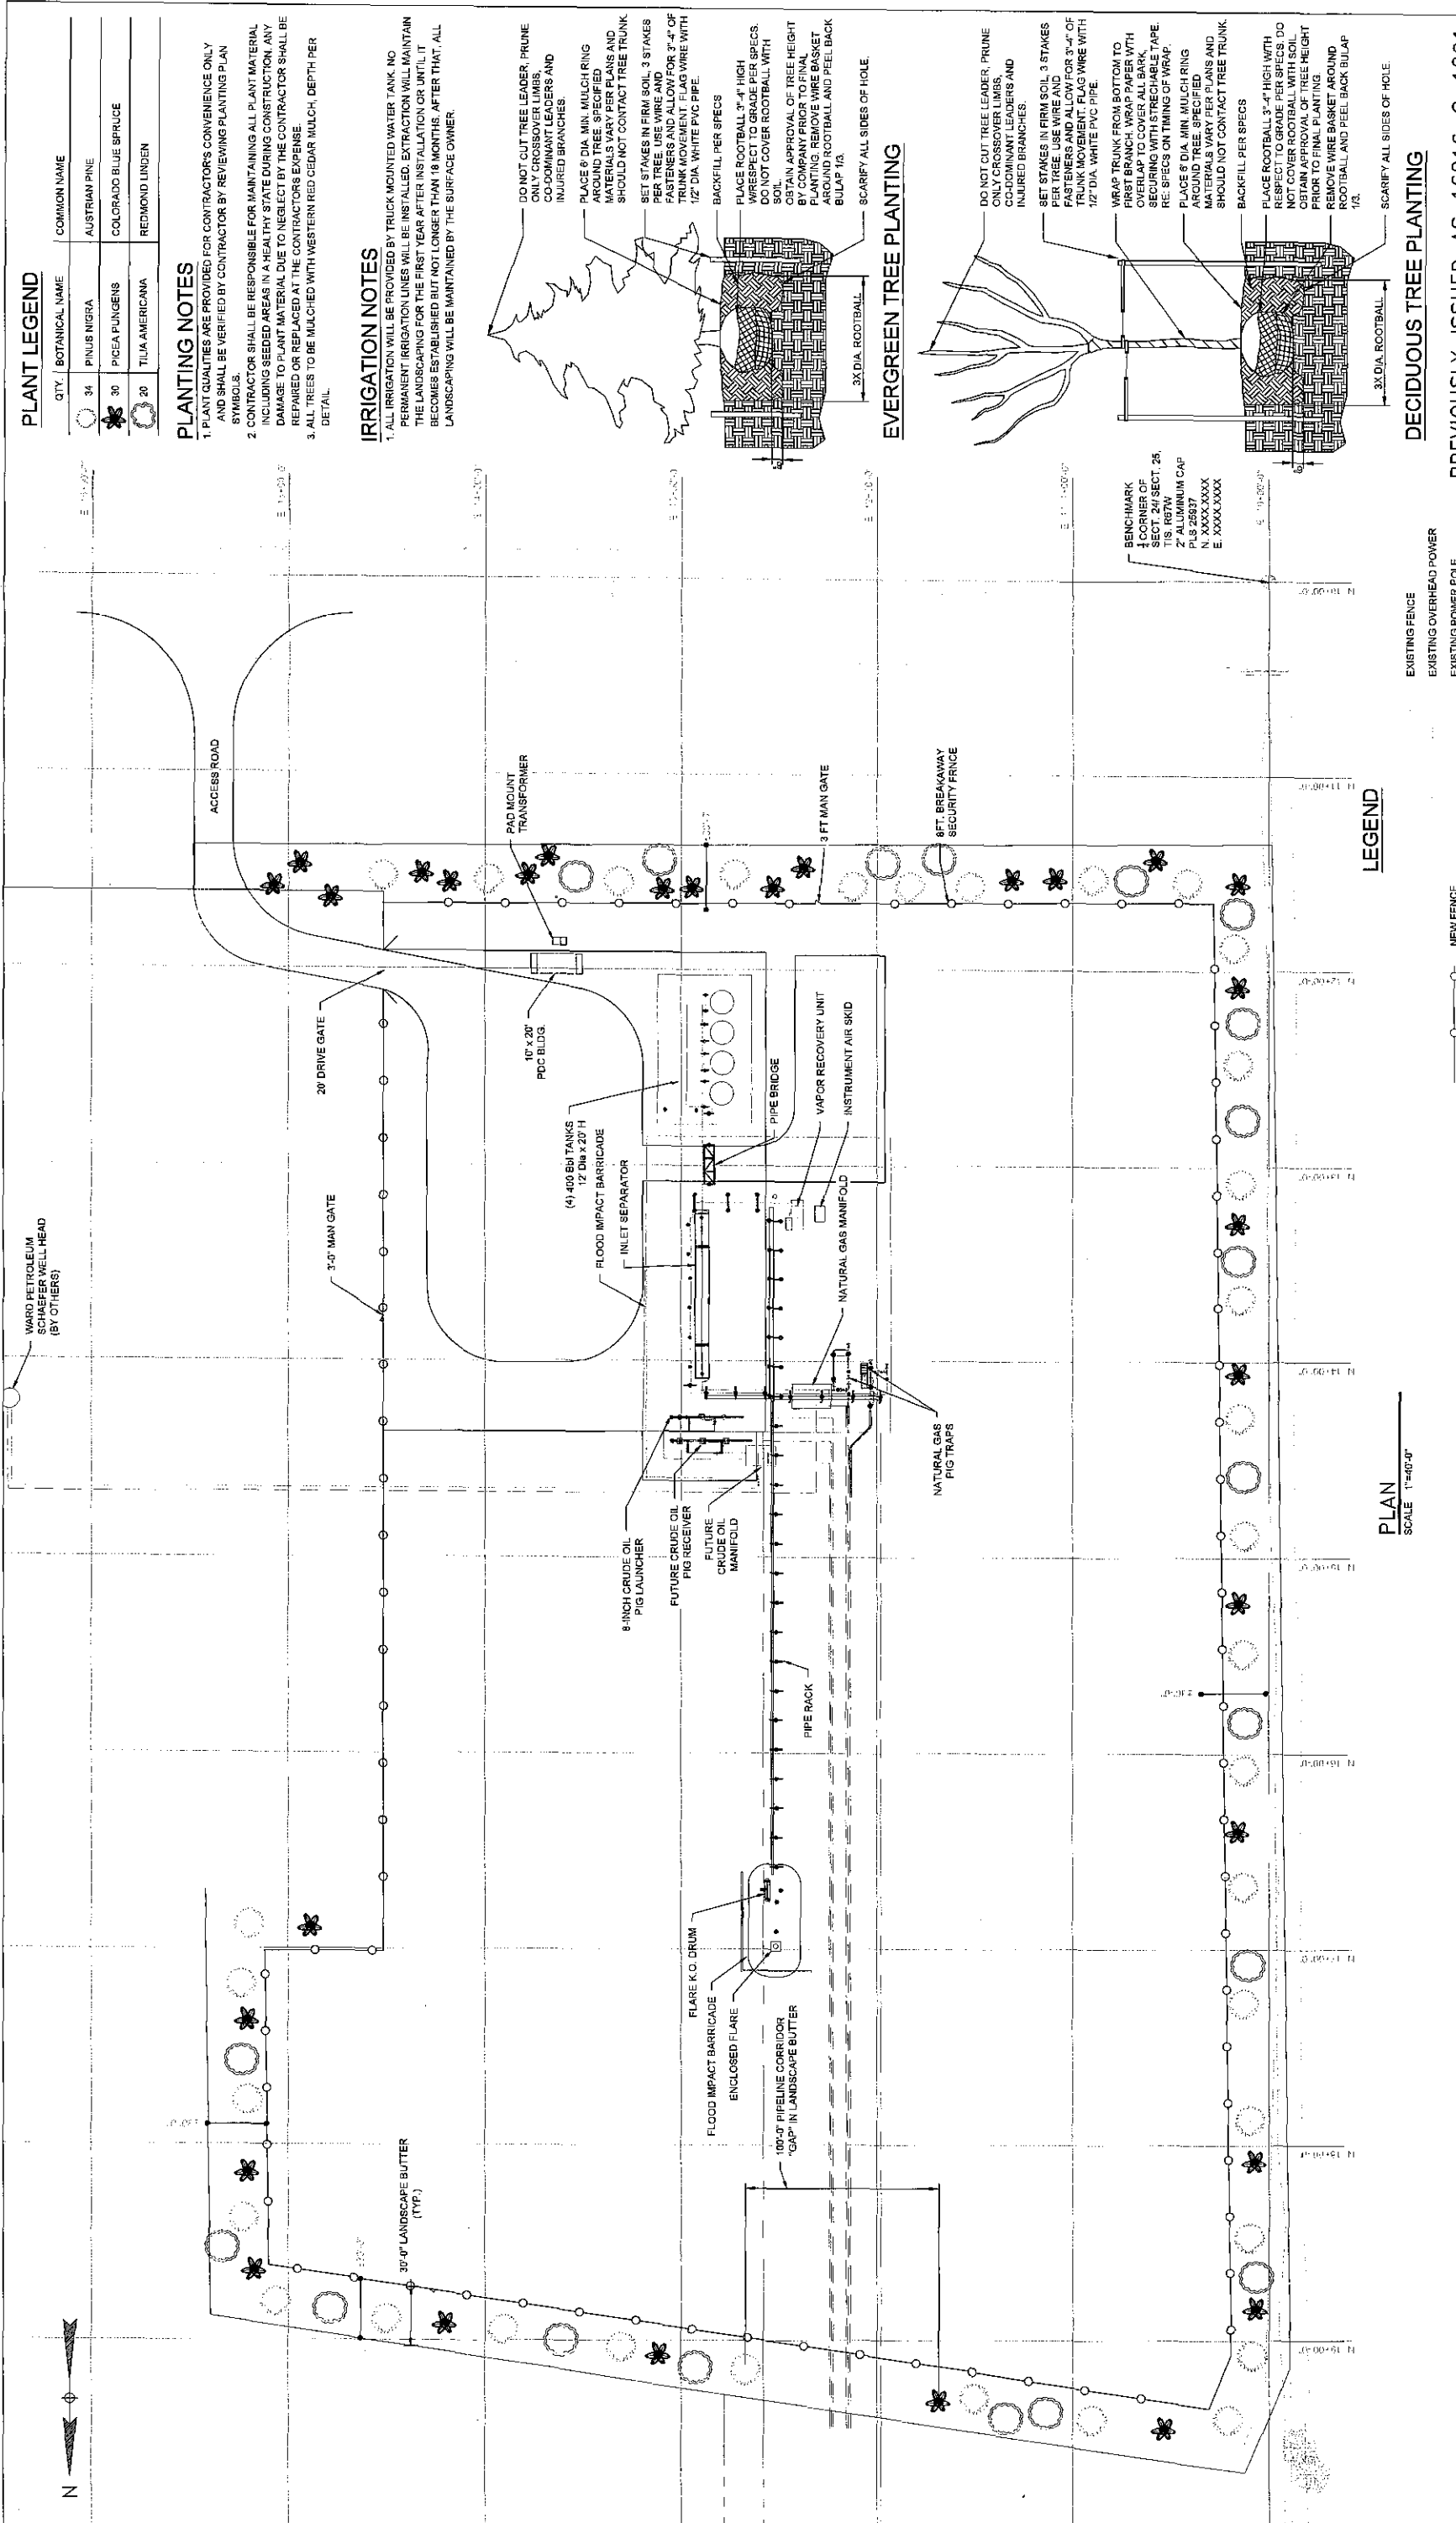 PLANT LEGEND
QTY. BOTANICAL NAME COMMON NAME
34 PINUS NIGRA AUSTRIAN PINE
30 PICEA PUNGENS COLORADO BLUE SPRUCE
20 TILIA AMERICANA REDMOND LINDEN
PLANTING NOTES
1. PLANT QUALITIES ARE PROVIDED FOR CONTRACTORS CONVENIENCE ONLY
AND SHALL BE VERIFIED BY CONTRACTOR BY REVIEWING PLANTING PLAN
SYMBOLS.
2. CONTRACTOR SHALL BE RESPONSIBLE FOR MAINTAINING ALL PLANT MATERIAL
INCLUDING SEEDED AREAS IN A HEALTHY STATE DURING CONSTRUCTION. ANY
DAMAGE TO PLANT MATERIAL DUE TO NEGLECT BY THE CONTRACTOR SHALL BE
REPAIRED OR REPLACED AT THE CONTRACTORS EXPENSE.
3. ALL TREES TO BE MULCHED WITH WESTERN RED CEDAR MULCH, DEPTH PER
DETAIL.
IRRIGATION NOTES
1. ALL IRRIGATION WILL BE PROVIDED BY TRUCK MOUNTED WATER TANK. NO
PERMANENT IRRIGATION LINES WILL BE INSTALLED. EXTRACTION WILL MAINTAIN
THE LANDSCAPING FOR THE FIRST YEAR AFTER INSTALLATION OR UNTIL IT
BECOMES ESTABLISHED BUT NOT LONGER THAN 18 MONTHS. AFTER THAT, ALL
LANDSCAPING WILL BE MAINTAINED BY THE SURFACE OWNER.
DO NOT CUT TREE LEADER, PRUNE
ONLY CROSSOVER LIMBS,
CO-DOMINANT LEADERS AND
INJURED BRANCHES.
PLACE 6' DIA. MIN. MULCH RING
AROUND TREE. SPECIFIED
MATERIALS VARY PER PLANS AND
SHOULD NOT CONTACT TREE TRUNK.
SET STAKES IN FIRM SOIL, 3 STAKES
PER TREE. USE WIRE AND
FASTENERS AND ALLOW FOR 3"-4" OF
TRUNK MOVEMENT. FLAG WIRE WITH
1/2" DIA. WHITE PVC PIPE.
BACKFILL PER SPECS
PLACE ROOTBALL 3"-4" HIGH
W/RESPECT TO GRADE PER SPECS.
DO NOT COVER ROOTBALL WITH
SOIL.
OBTAIN APPROVAL OF TREE HEIGHT
BY COMPANY PRIOR TO FINAL
PLANTING. REMOVE WIRE BASKET
AROUND ROOTBALL AND PEEL BACK
BULAP 1/3.
SCARIFY ALL SIDES OF HOLE.
3X DIA. ROOTBALL
EVERGREEN TREE PLANTING
DO NOT CUT TREE LEADER, PRUNE
ONLY CROSSOVER LIMBS,
CO-DOMINANT LEADERS AND
INJURED BRANCHES.
SET STAKES IN FIRM SOIL, 3 STAKES
PER TREE. USE WIRE AND
FASTENERS AND ALLOW FOR 3"-4" OF
TRUNK MOVEMENT. FLAG WIRE WITH
1/2" DIA. WHITE PVC PIPE.
WRAP TRUNK FROM BOTTOM TO
FIRST BRANCH. WRAP PAPER WITH
OVERLAP TO COVER ALL BARK,
SECURING WITH STRECHABLE TAPE.
RE: SPECS ON TIMING OF WRAP.
PLACE 6' DIA. MIN. MULCH RING
AROUND TREE. SPECIFIED
MATERIALS VARY PER PLANS AND
SHOULD NOT CONTACT TREE TRUNK.
BACKFILL PER SPECS
PLACE ROOTBALL 3"-4" HIGH WITH
RESPECT TO GRADE PER SPECS. DO
NOT COVER ROOTBALL WITH SOIL.
OBTAIN APPROVAL OF TREE HEIGHT
PRIOR TO FINAL PLANTING.
REMOVE WIRE BASKET AROUND
ROOTBALL AND PEEL BACK BULAP
1/3.
SCARIFY ALL SIDES OF HOLE.
3X DIA. ROOTBALL
DECIDUOUS TREE PLANTING
BENCHMARK
1/4 CORNER OF
SECT. 24/ SECT. 25,
TIS. R67W
2" ALUMINUM CAP
PLS 25937
N. XXXX.XXXX
E. XXXX.XXXX
WARD PETROLEUM
SCHAEFER WELL HEAD
(BY OTHERS)
ACCESS ROAD
20' DRIVE GATE
3'-0" MAN GATE
PAD MOUNT
TRANSFORMER
10' x 20'
PDC BLDG.
(4) 400 Bbl TANKS
12' Dia x 20' H
FLOOD IMPACT BARRICADE
INLET SEPARATOR
PIPE BRIDGE
3 FT MAN GATE
8FT. BREAKAWAY
SECURITY FRNCE
VAPOR RECOVERY UNIT
INSTRUMENT AIR SKID
NATURAL GAS MANIFOLD
NATURAL GAS
PIG TRAPS
8-INCH CRUDE OIL
PIG LAUNCHER
FUTURE CRUDE OIL
PIG RECEIVER
FUTURE
CRUDE OIL
MANIFOLD
PIPE RACK
FLARE K.O. DRUM
FLOOD IMPACT BARRICADE
ENCLOSED FLARE
100'-0" PIPELINE CORRIDOR
"GAP" IN LANDSCAPE BUTTER
30'-0" LANDSCAPE BUTTER
(TYP.)
N
PLAN
SCALE 1"=40'-0"
LEGEND
NEW FENCE
EXISTING FENCE
EXISTING OVERHEAD POWER
EXISTING POWER POLE